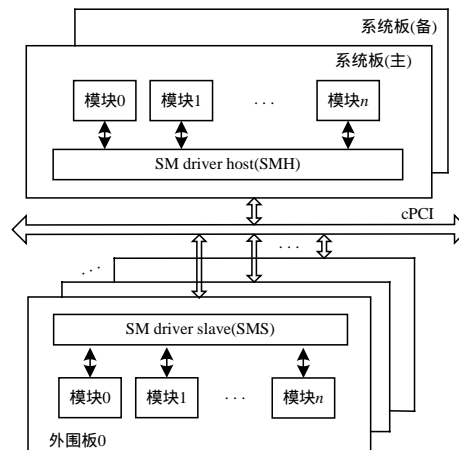 系统板(备)
系统板(主)
模块0 模块1 ... 模块n
SM driver host(SMH)
cPCI
...
...
SM driver slave(SMS)
模块0 模块1 ... 模块n
外围板0